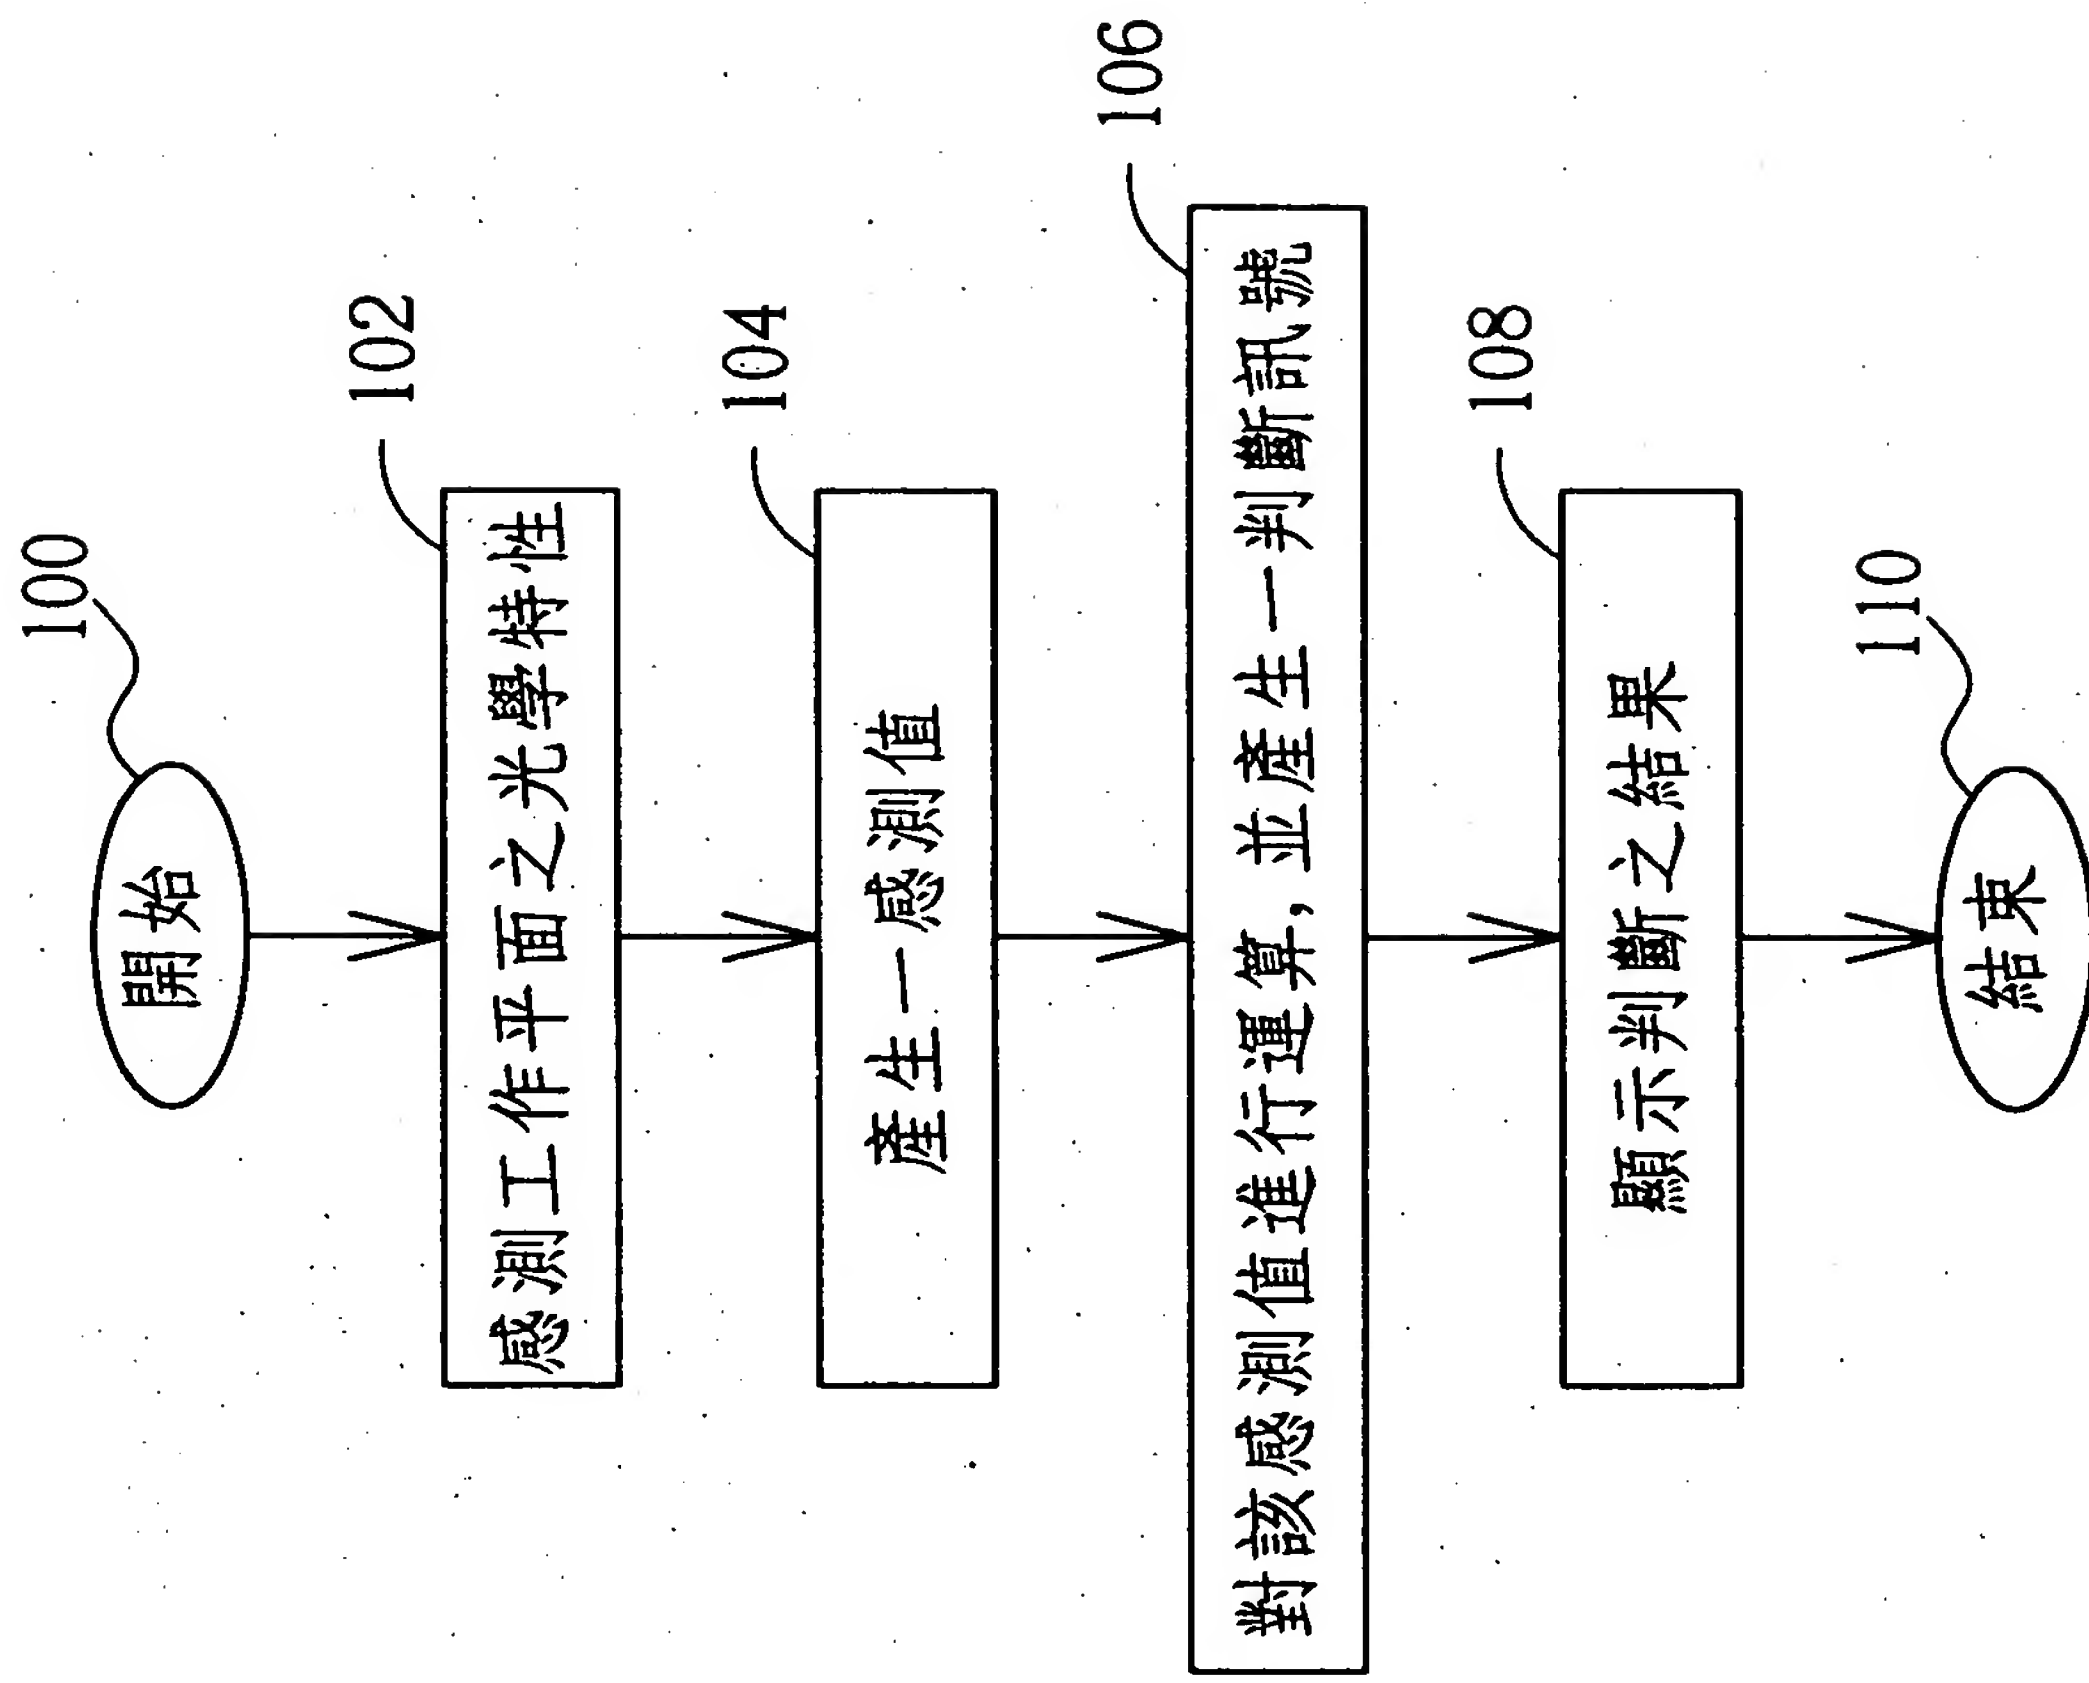 100
開始
102
感測工作平面之光學特性
104
產生一感測值
106
對該感測值進行運算，並產生一判斷訊號
108
顯示判斷之結果
110
結束